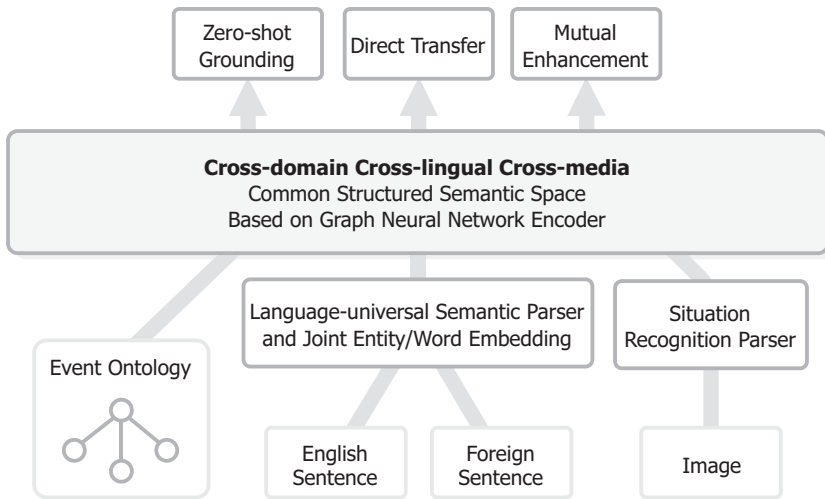 Zero-shot
Grounding
Direct Transfer
Mutual
Enhancement
Cross-domain Cross-lingual Cross-media
Common Structured Semantic Space
Based on Graph Neural Network Encoder
Language-universal Semantic Parser
and Joint Entity/Word Embedding
Situation
Recognition Parser
Event Ontology
English
Sentence
Foreign
Sentence
Image